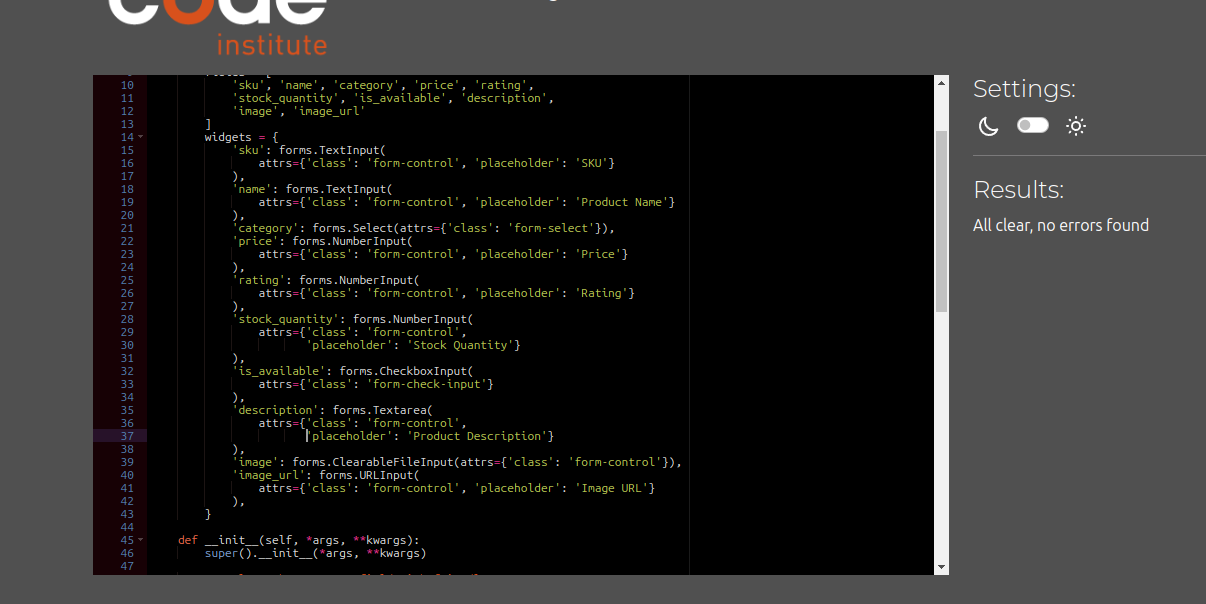 code
institute
10 'sku', 'name', 'category', 'price', 'rating',
11 'stock_quantity', 'is_available', 'description',
12 'image', 'image_url'
13 ]
14 widgets = {
15 'sku': forms.TextInput(
16 attrs={'class': 'form-control', 'placeholder': 'SKU'}
17 ),
18 'name': forms.TextInput(
19 attrs={'class': 'form-control', 'placeholder': 'Product Name'}
20 ),
21 'category': forms.Select(attrs={'class': 'form-select'}),
22 'price': forms.NumberInput(
23 attrs={'class': 'form-control', 'placeholder': 'Price'}
24 ),
25 'rating': forms.NumberInput(
26 attrs={'class': 'form-control', 'placeholder': 'Rating'}
27 ),
28 'stock_quantity': forms.NumberInput(
29 attrs={'class': 'form-control',
30 'placeholder': 'Stock Quantity'}
31 ),
32 'is_available': forms.CheckboxInput(
33 attrs={'class': 'form-check-input'}
34 ),
35 'description': forms.Textarea(
36 attrs={'class': 'form-control',
37 'placeholder': 'Product Description'}
38 ),
39 'image': forms.ClearableFileInput(attrs={'class': 'form-control'}),
40 'image_url': forms.URLInput(
41 attrs={'class': 'form-control', 'placeholder': 'Image URL'}
42 ),
43 }
44
45 def __init__(self, *args, **kwargs):
46 super().__init__(*args, **kwargs)
47
Settings:
Results:
All clear, no errors found